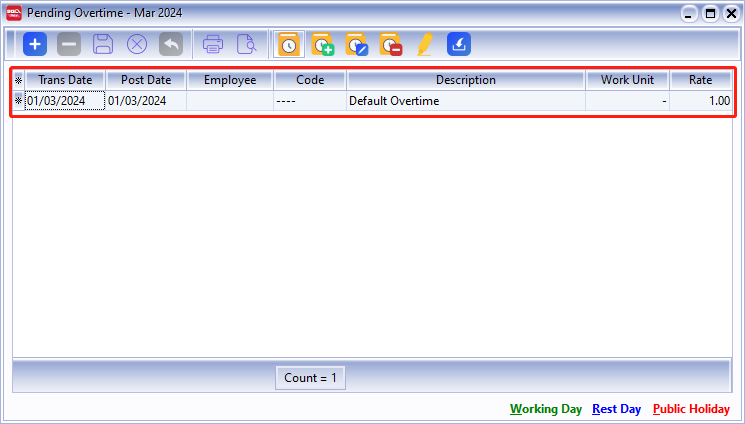 Pending Overtime - Mar 2024
Trans Date Post Date Employee Code Description Work Unit Rate
01/03/2024 01/03/2024 ---- Default Overtime - 1.00
Count = 1
Working Day Rest Day Public Holiday